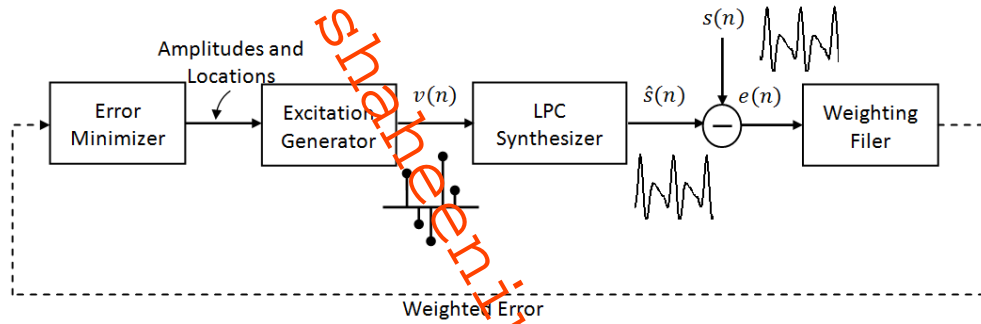 s(n)
Amplitudes and
Locations
Error
Minimizer
Excitation
Generator
v(n)
LPC
Synthesizer
ŝ(n)
e(n)
Weighting
Filer
Weighted Error
shaheeni